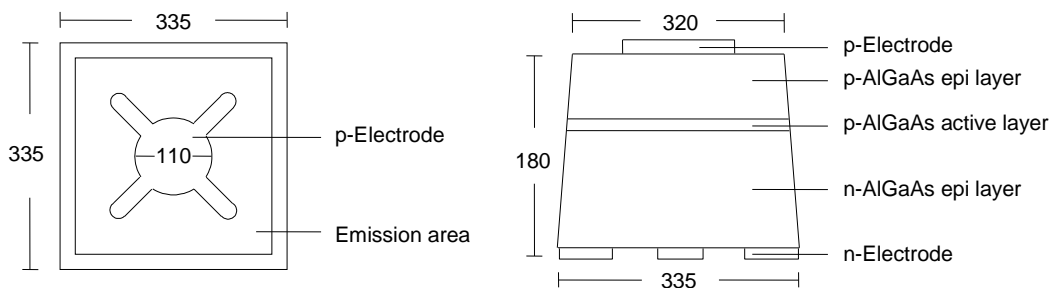 335
335
110
p-Electrode
Emission area
320
180
335
p-Electrode
p-AlGaAs epi layer
p-AlGaAs active layer
n-AlGaAs epi layer
n-Electrode